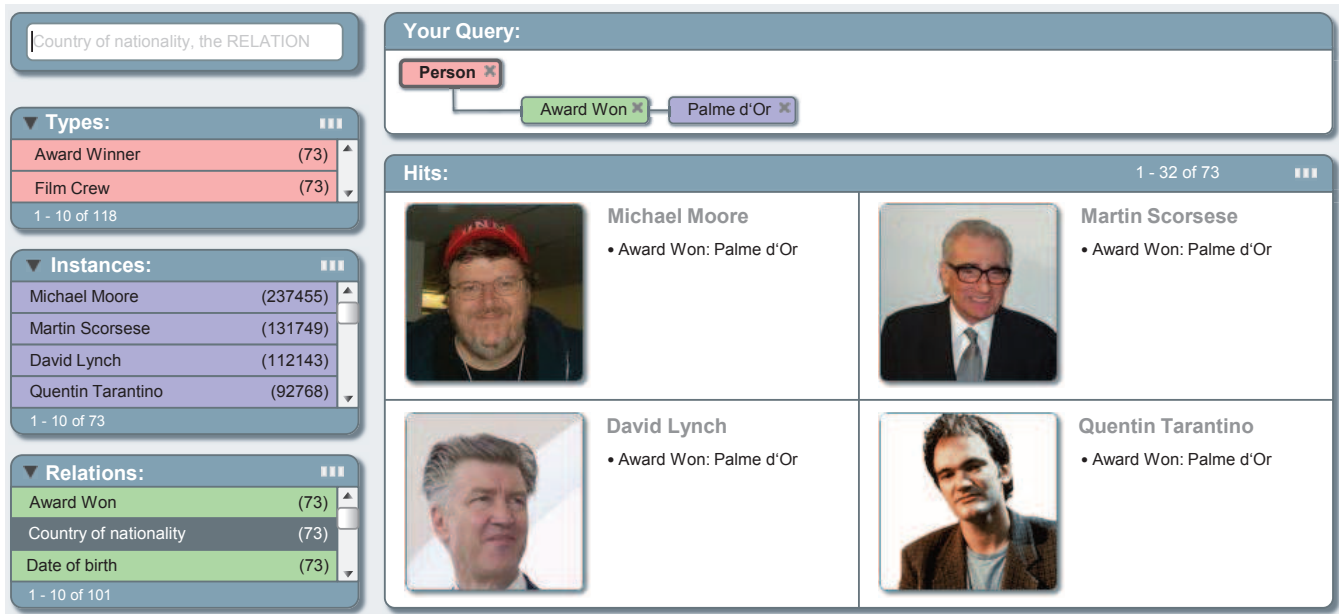 Country of nationality, the RELATION
Types:
Award Winner (73)
Film Crew (73)
1 - 10 of 118
Instances:
Michael Moore (237455)
Martin Scorsese (131749)
David Lynch (112143)
Quentin Tarantino (92768)
1 - 10 of 73
Relations:
Award Won (73)
Country of nationality (73)
Date of birth (73)
1 - 10 of 101
Your Query:
Person
Award Won
Palme d‘Or
Hits: 1 - 32 of 73
Michael Moore
• Award Won: Palme d‘Or
Martin Scorsese
• Award Won: Palme d‘Or
David Lynch
• Award Won: Palme d‘Or
Quentin Tarantino
• Award Won: Palme d‘Or